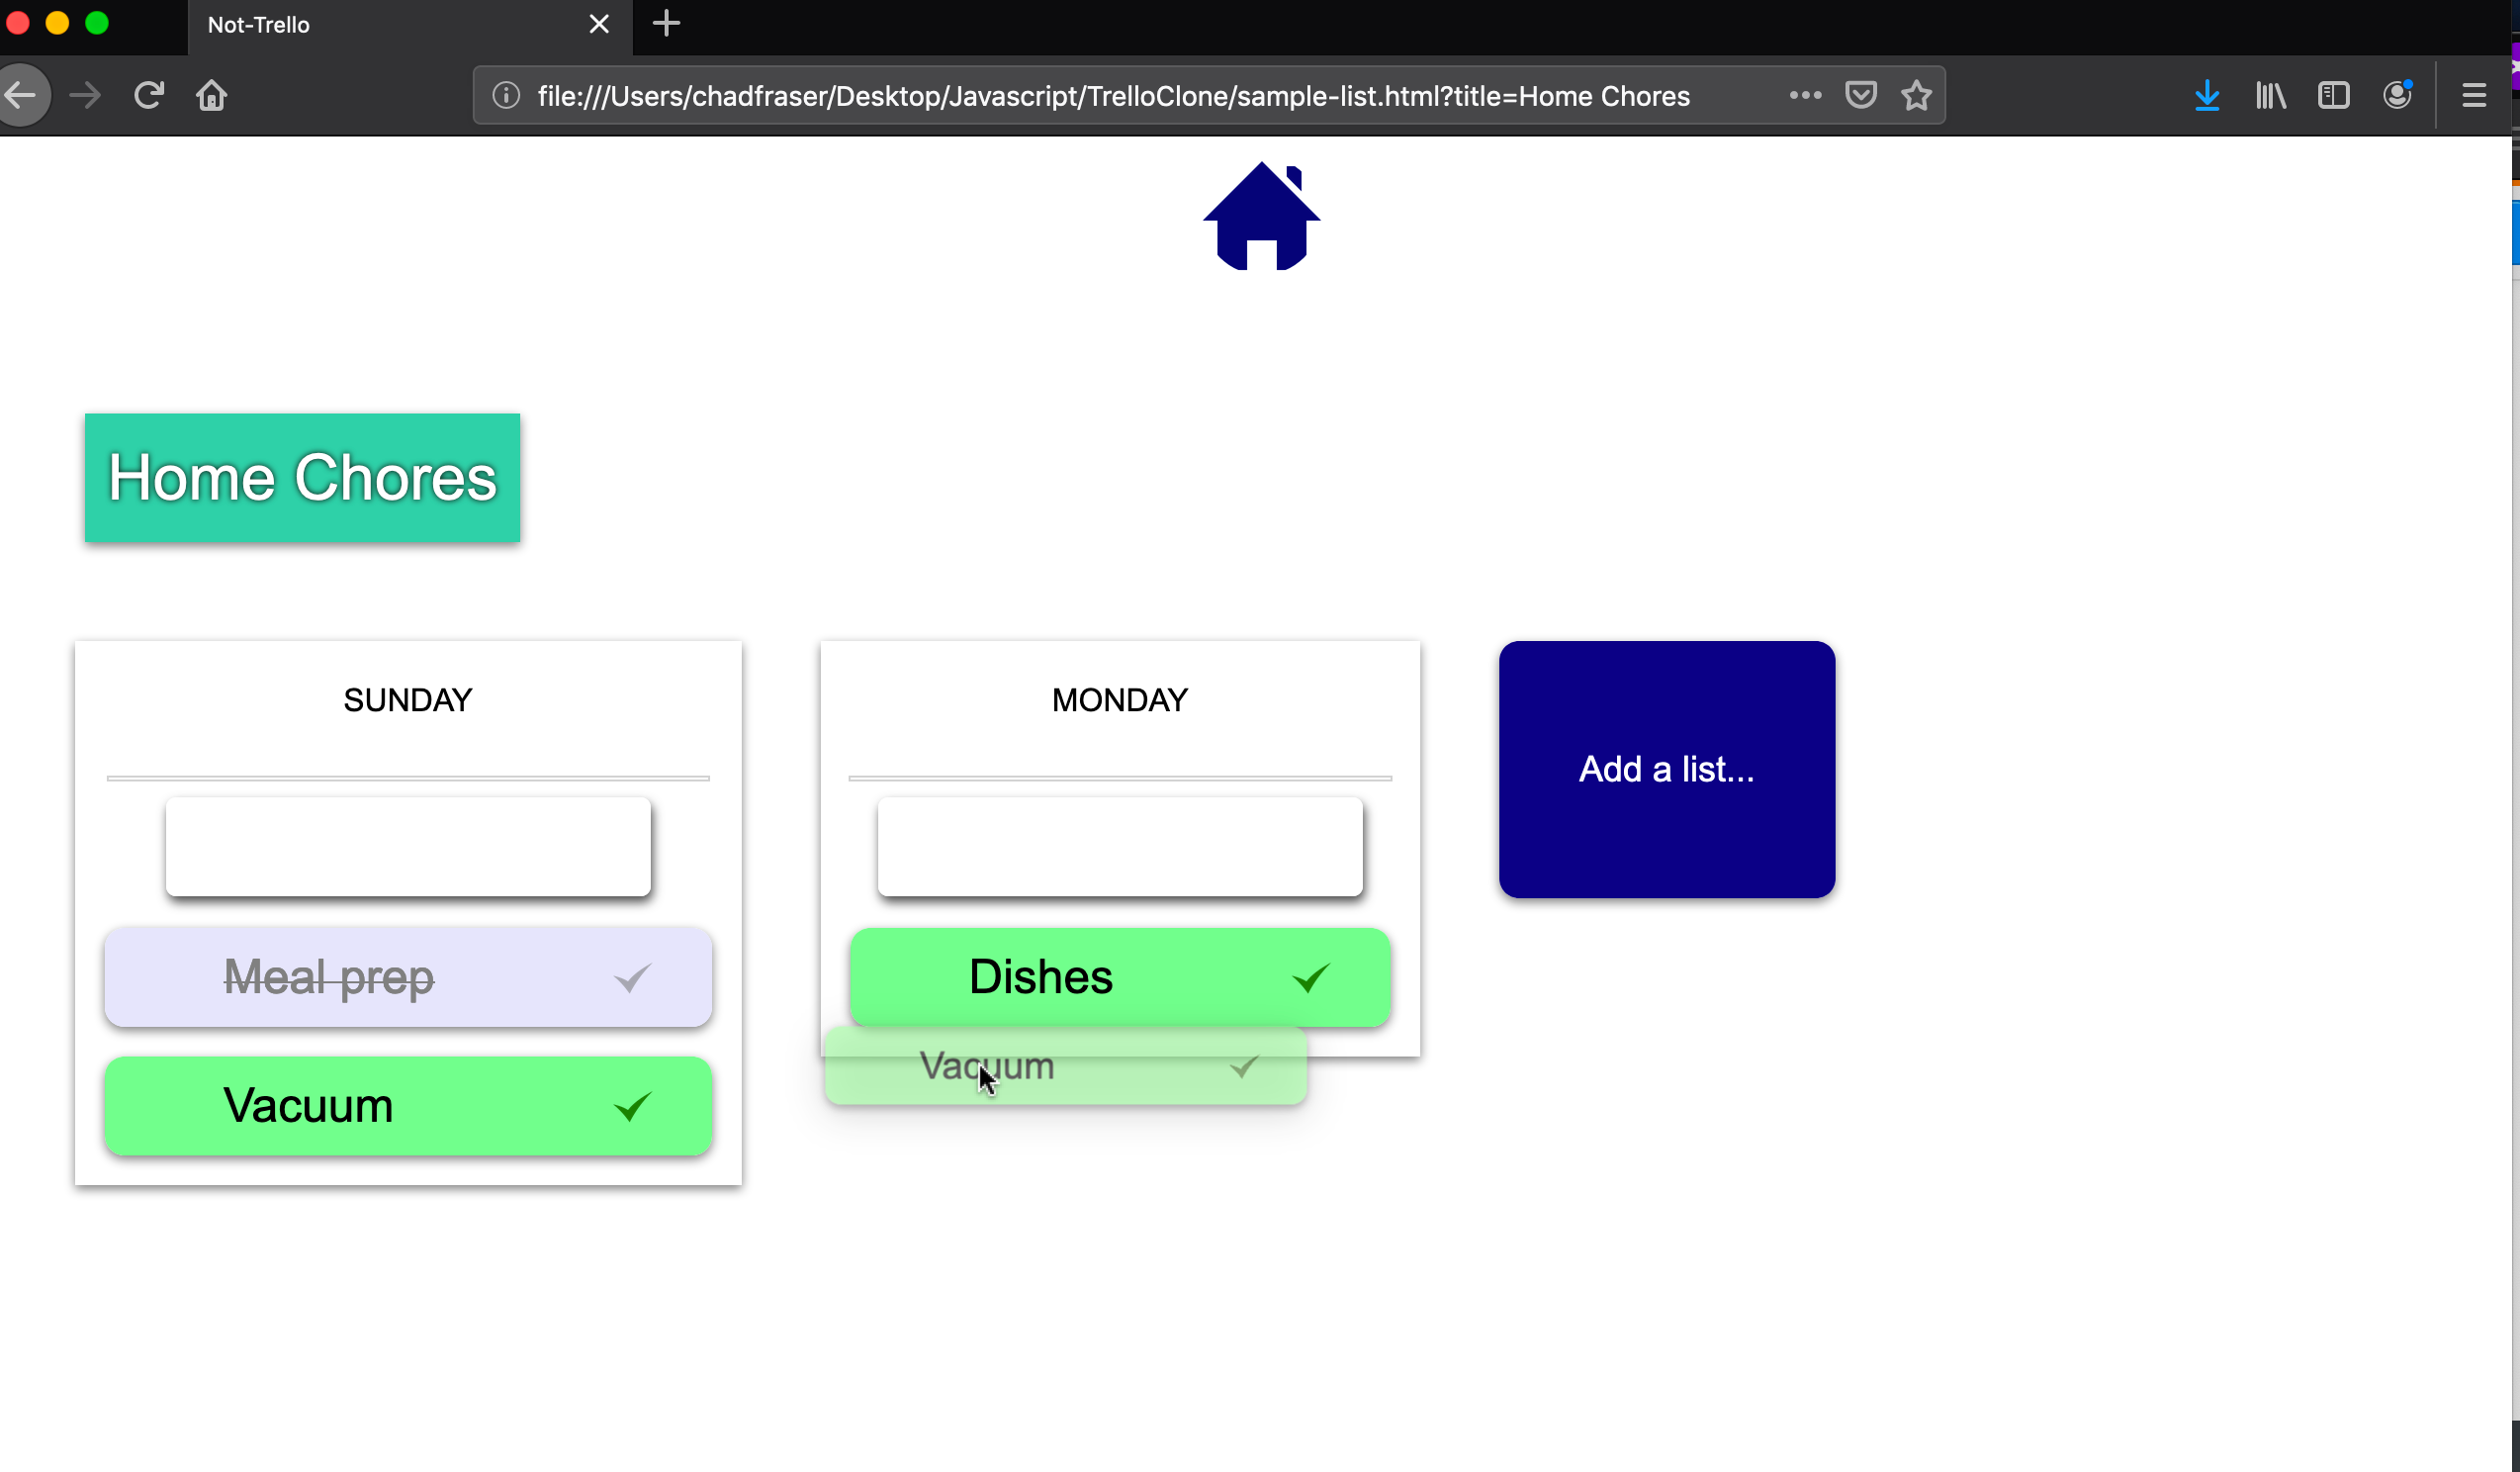 Not-Trello
file:///Users/chadfraser/Desktop/Javascript/TrelloClone/sample-list.html?title=Home Chores
Home Chores
SUNDAY
Meal prep
Vacuum
MONDAY
Dishes
Vacuum
Add a list...